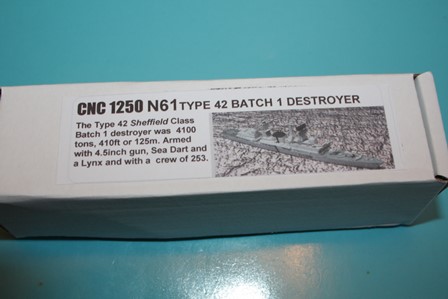 CNC 1250 N61 TYPE 42 BATCH 1 DESTROYER
The Type 42 Sheffield Class
Batch 1 destroyer was 4100
tons, 410ft or 125m. Armed
with 4.5inch gun, Sea Dart and
a Lynx and with a crew of 253.